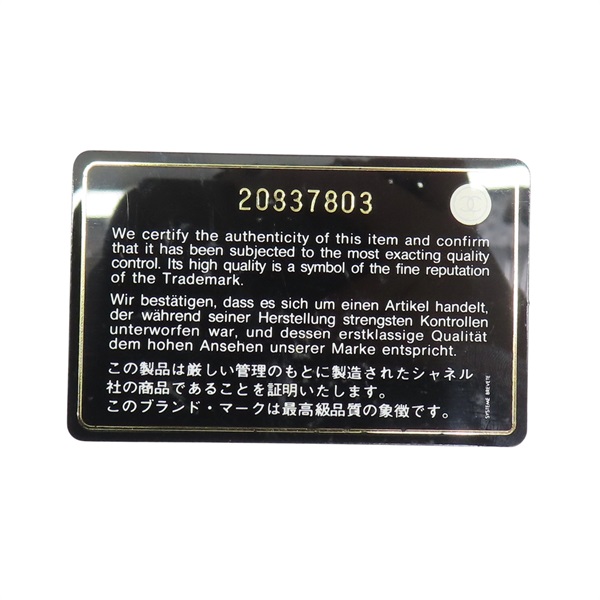 20837803
We certify the authenticity of this item and confirm
that it has been subjected to the most exacting quality
control. Its high quality is a symbol of the fine reputation
of the Trademark.
Wir bestätigen, dass es sich um einen Artikel handelt,
der während seiner Herstellung strengsten Kontrollen
unterworfen war, und dessen erstklassige Qualität
dem hohen Ansehen unserer Marke entspricht.
この製品は厳しい管理のもとに製造されたシャネル
社の商品であることを証明いたします。
このブランド・マークは最高級品質の象徴です。
SYSTEME BREVETE